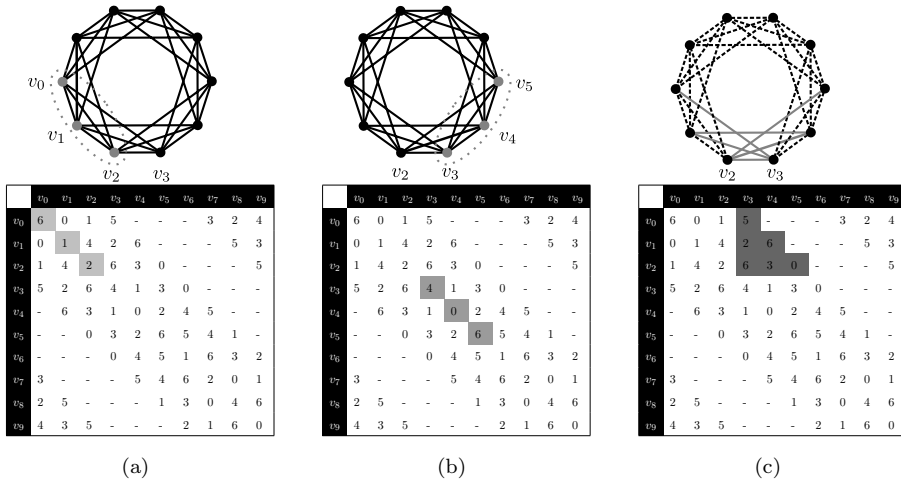 v0
v1
v2 v3
v0 v1 v2 v3 v4 v5 v6 v7 v8 v9
v0 6 0 1 5 - - - 3 2 4
v1 0 1 4 2 6 - - - 5 3
v2 1 4 2 6 3 0 - - - 5
v3 5 2 6 4 1 3 0 - - -
v4 - 6 3 1 0 2 4 5 - -
v5 - - 0 3 2 6 5 4 1 -
v6 - - - 0 4 5 1 6 3 2
v7 3 - - - 5 4 6 2 0 1
v8 2 5 - - - 1 3 0 4 6
v9 4 3 5 - - - 2 1 6 0
(a)
v5
v4
v2 v3
v0 v1 v2 v3 v4 v5 v6 v7 v8 v9
v0 6 0 1 5 - - - 3 2 4
v1 0 1 4 2 6 - - - 5 3
v2 1 4 2 6 3 0 - - - 5
v3 5 2 6 4 1 3 0 - - -
v4 - 6 3 1 0 2 4 5 - -
v5 - - 0 3 2 6 5 4 1 -
v6 - - - 0 4 5 1 6 3 2
v7 3 - - - 5 4 6 2 0 1
v8 2 5 - - - 1 3 0 4 6
v9 4 3 5 - - - 2 1 6 0
(b)
v2 v3
v0 v1 v2 v3 v4 v5 v6 v7 v8 v9
v0 6 0 1 5 - - - 3 2 4
v1 0 1 4 2 6 - - - 5 3
v2 1 4 2 6 3 0 - - - 5
v3 5 2 6 4 1 3 0 - - -
v4 - 6 3 1 0 2 4 5 - -
v5 - - 0 3 2 6 5 4 1 -
v6 - - - 0 4 5 1 6 3 2
v7 3 - - - 5 4 6 2 0 1
v8 2 5 - - - 1 3 0 4 6
v9 4 3 5 - - - 2 1 6 0
(c)